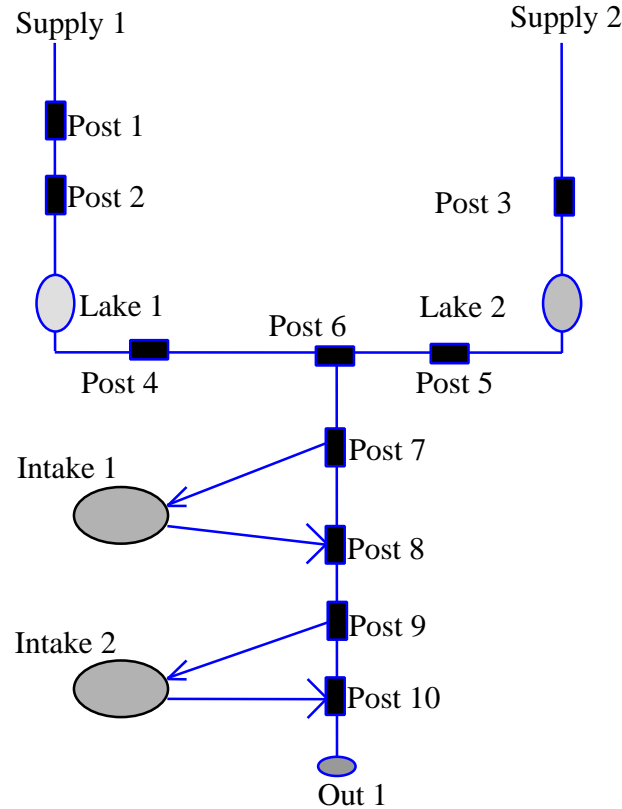 Supply 1
Supply 2
Post 1
Post 2
Post 3
Lake 1
Lake 2
Post 6
Post 4
Post 5
Post 7
Intake 1
Post 8
Post 9
Intake 2
Post 10
Out 1